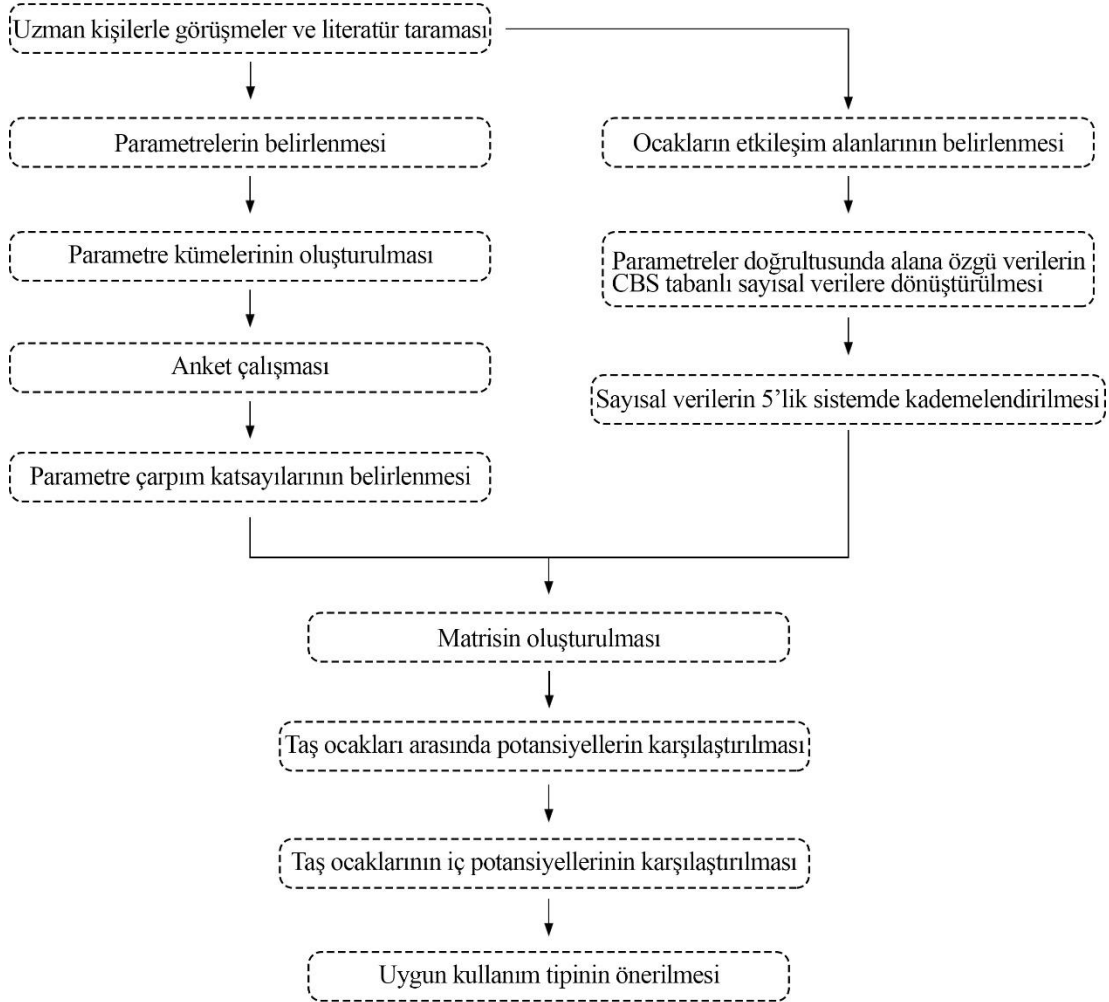 Uzman kişilerle görüşmeler ve literatür taraması
Parametrelerin belirlenmesi
Parametre kümelerinin oluşturulması
Anket çalışması
Parametre çarpım katsayılarının belirlenmesi
Ocakların etkileşim alanlarının belirlenmesi
Parametreler doğrultusunda alana özgü verilerin
CBS tabanlı sayısal verilere dönüştürülmesi
Sayısal verilerin 5’lik sistemde kademelendirilmesi
Matrisin oluşturulması
Taş ocakları arasında potansiyellerin karşılaştırılması
Taş ocaklarının iç potansiyellerinin karşılaştırılması
Uygun kullanım tipinin önerilmesi